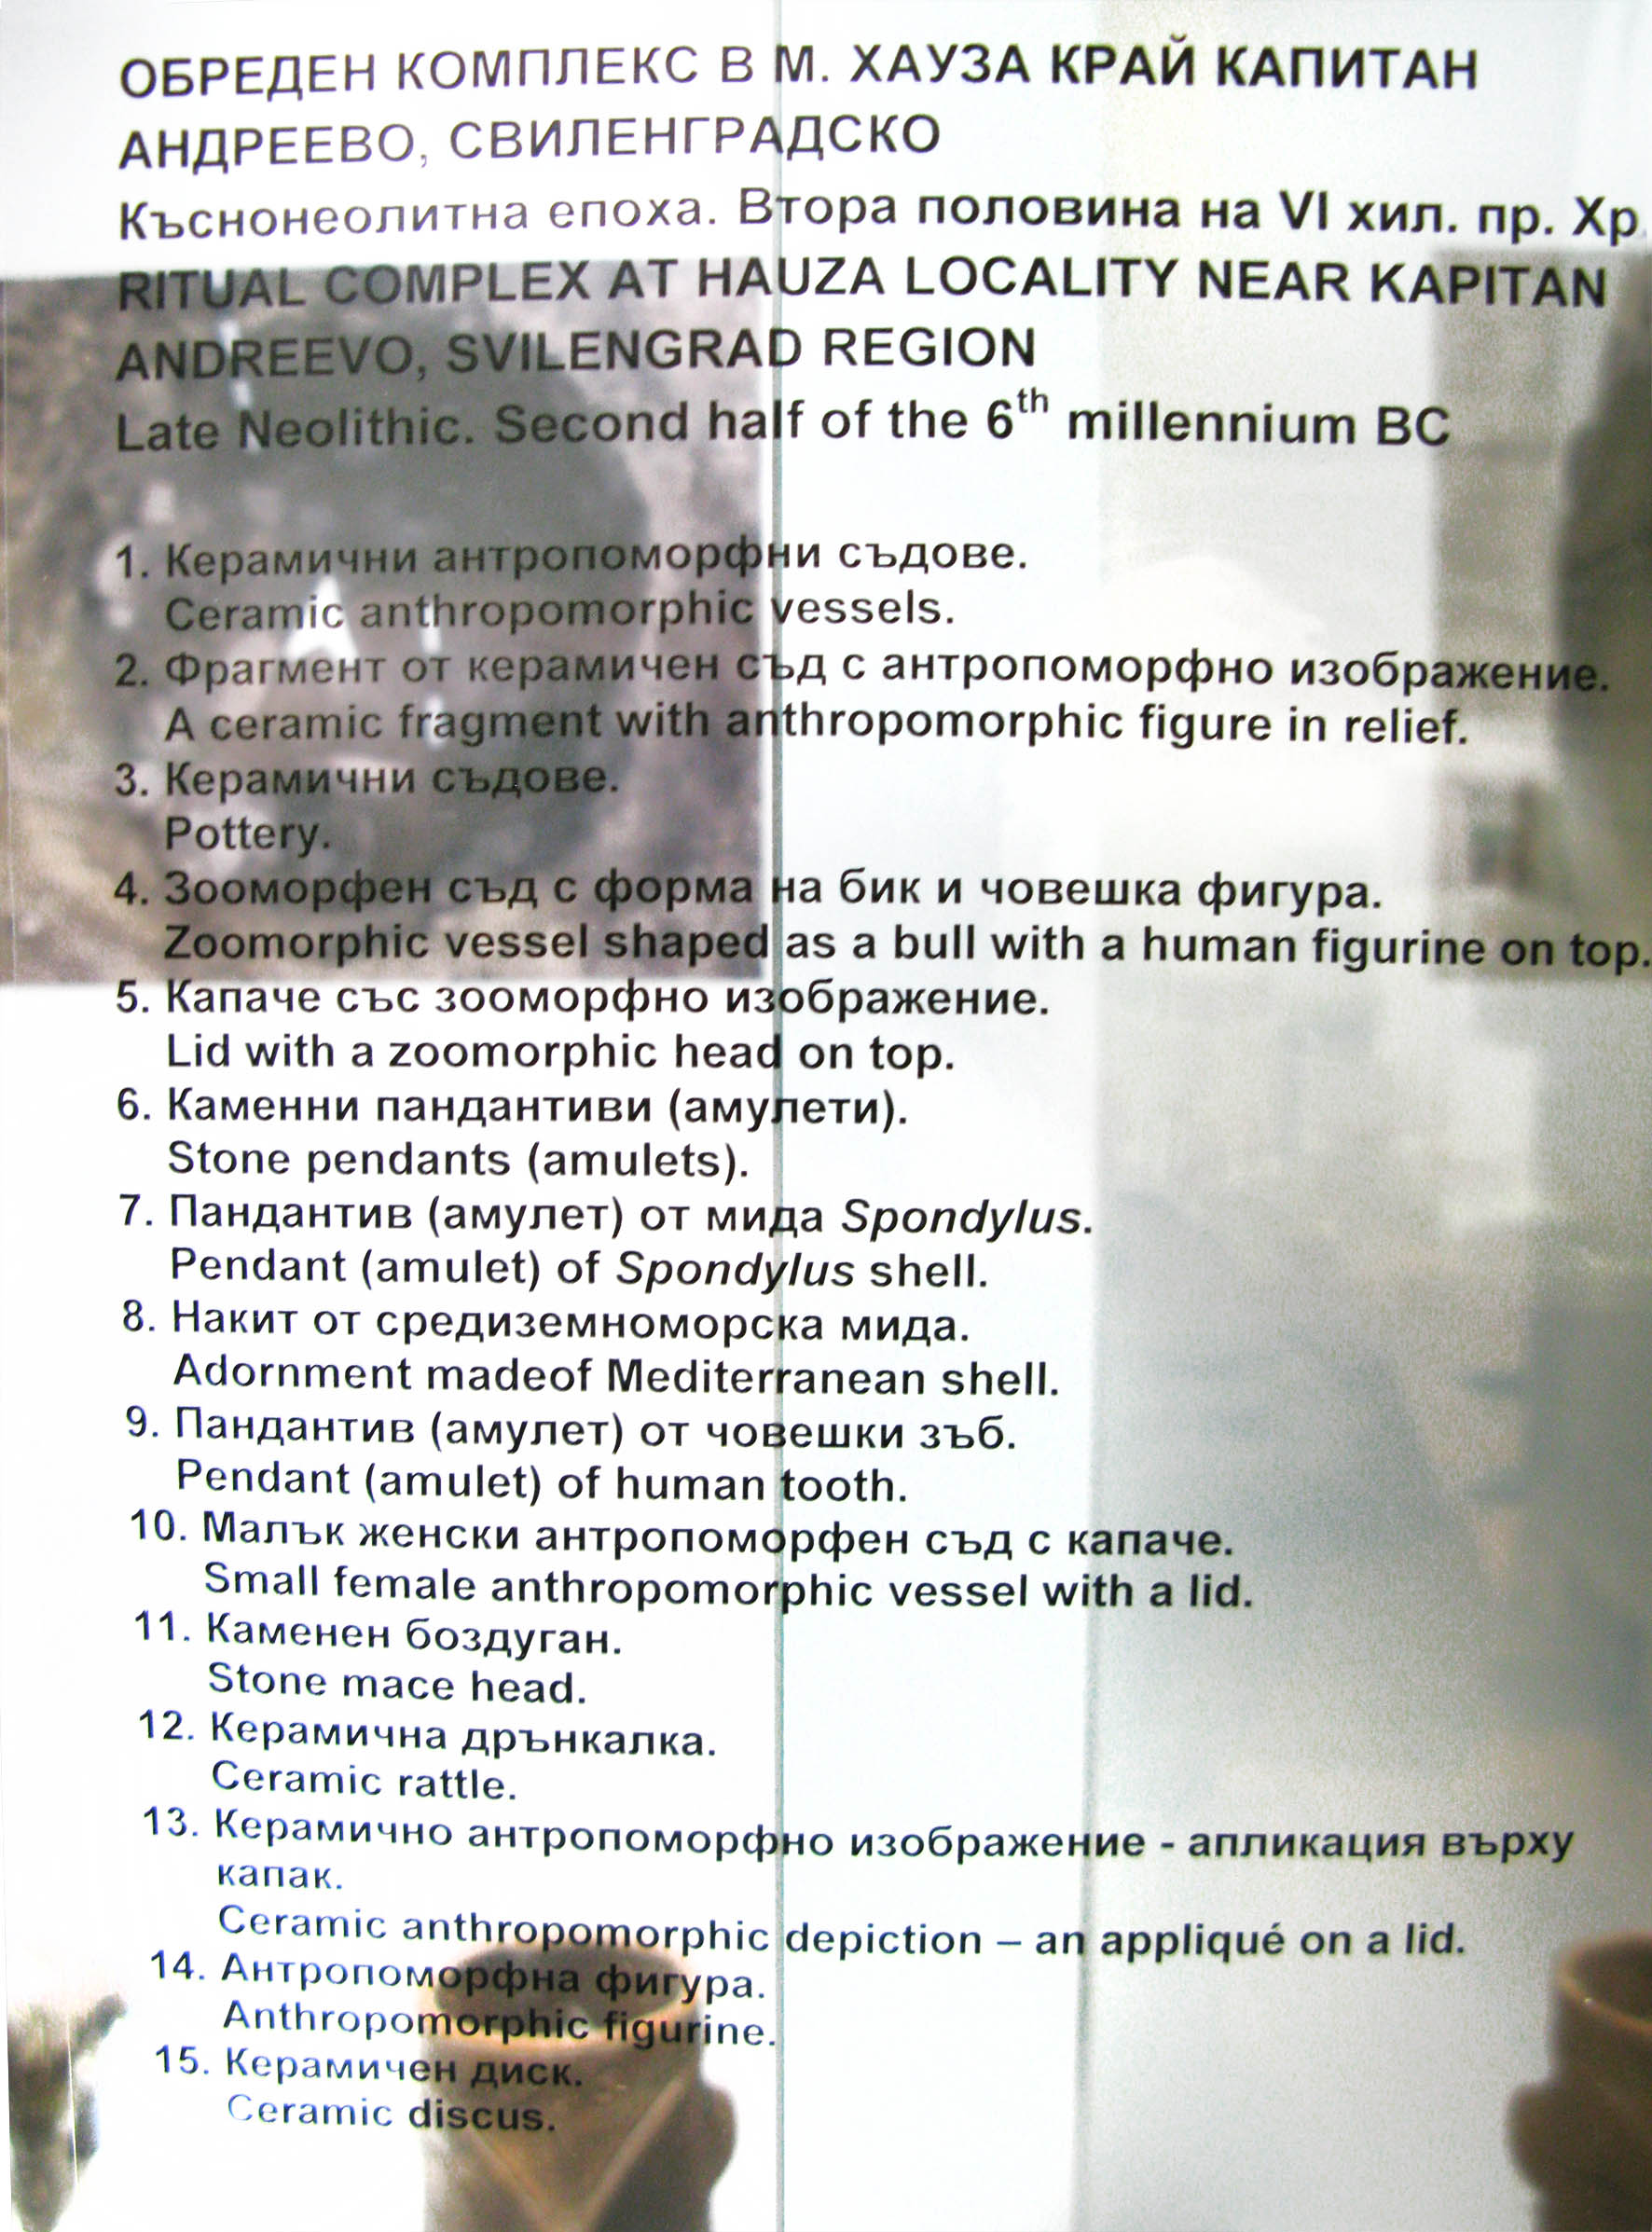 ОБРЕДЕН КОМПЛЕКС В М. ХАУЗА КРАЙ КАПИТАН
АНДРЕЕВО, СВИЛЕНГРАДСКО
Къснонеолитна епоха. Втора половина на VI хил. пр. Хр.
RITUAL COMPLEX AT HAUZA LOCALITY NEAR KAPITAN
ANDREEVO, SVILENGRAD REGION
Late Neolithic. Second half of the 6th millennium BC
1. Керамични антропоморфни съдове.
Ceramic anthropomorphic vessels.
2. Фрагмент от керамичен съд с антропоморфно изображение.
A ceramic fragment with anthropomorphic figure in relief.
3. Керамични съдове.
Pottery.
4. Зооморфен съд с форма на бик и човешка фигура.
Zoomorphic vessel shaped as a bull with a human figurine on top.
5. Капаче със зооморфно изображение.
Lid with a zoomorphic head on top.
6. Каменни пандантиви (амулети).
Stone pendants (amulets).
7. Пандантив (амулет) от мида Spondylus.
Pendant (amulet) of Spondylus shell.
8. Накит от средиземноморска мида.
Adornment madeof Mediterranean shell.
9. Пандантив (амулет) от човешки зъб.
Pendant (amulet) of human tooth.
10. Малък женски антропоморфен съд с капаче.
Small female anthropomorphic vessel with a lid.
11. Каменен боздуган.
Stone mace head.
12. Керамична дрънкалка.
Ceramic rattle.
13. Керамично антропоморфно изображение - апликация върху
капак.
Ceramic anthropomorphic depiction – an appliqué on a lid.
14. Антропоморфна фигура.
Anthropomorphic figurine.
15. Керамичен диск.
Ceramic discus.